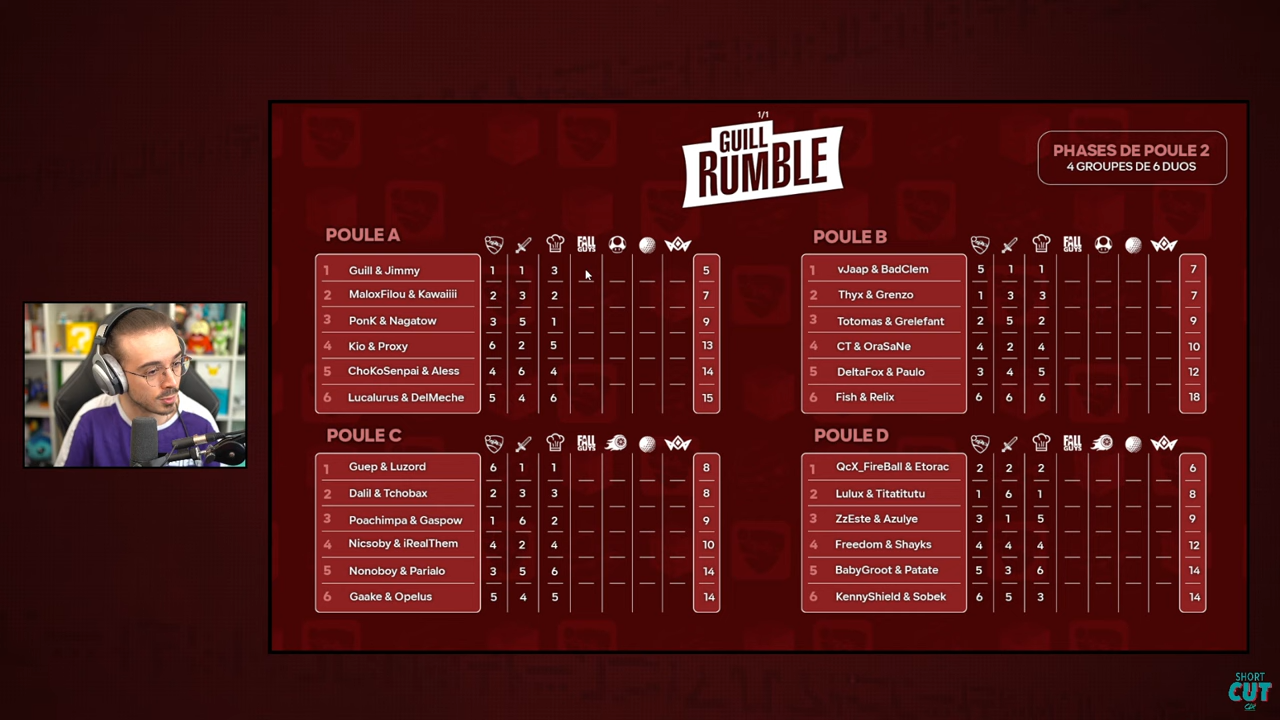 1/1
GUILL
RUMBLE
PHASES DE POULE 2
4 GROUPES DE 6 DUOS
POULE A
FALL GUYS
1 Guill & Jimmy 1 1 3 5
2 MaloxFilou & Kawaiiii 2 3 2 7
3 PonK & Nagatow 3 5 1 9
4 Kio & Proxy 6 2 5 13
5 ChoKoSenpai & Aless 4 6 4 14
6 Lucalurus & DelMeche 5 4 6 15
POULE B
FALL GUYS
1 vJaap & BadClem 5 1 1 7
2 Thyx & Grenzo 1 3 3 7
3 Totomas & Grelefant 2 5 2 9
4 CT & OraSaNe 4 2 4 10
5 DeltaFox & Paulo 3 4 5 12
6 Fish & Relix 6 6 6 18
POULE C
FALL GUYS
1 Guep & Luzord 6 1 1 8
2 Dalil & Tchobax 2 3 3 8
3 Poachimpa & Gaspow 1 6 2 9
4 Nicsoby & iRealThem 4 2 4 10
5 Nonoboy & Parialo 3 5 6 14
6 Gaake & Opelus 5 4 5 14
POULE D
FALL GUYS
1 QcX_FireBall & Etorac 2 2 2 6
2 Lulux & Titatitutu 1 6 1 8
3 ZzEste & Azulye 3 1 5 9
4 Freedom & Shayks 4 4 4 12
5 BabyGroot & Patate 5 3 6 14
6 KennyShield & Sobek 6 5 3 14
SHORT
CUT